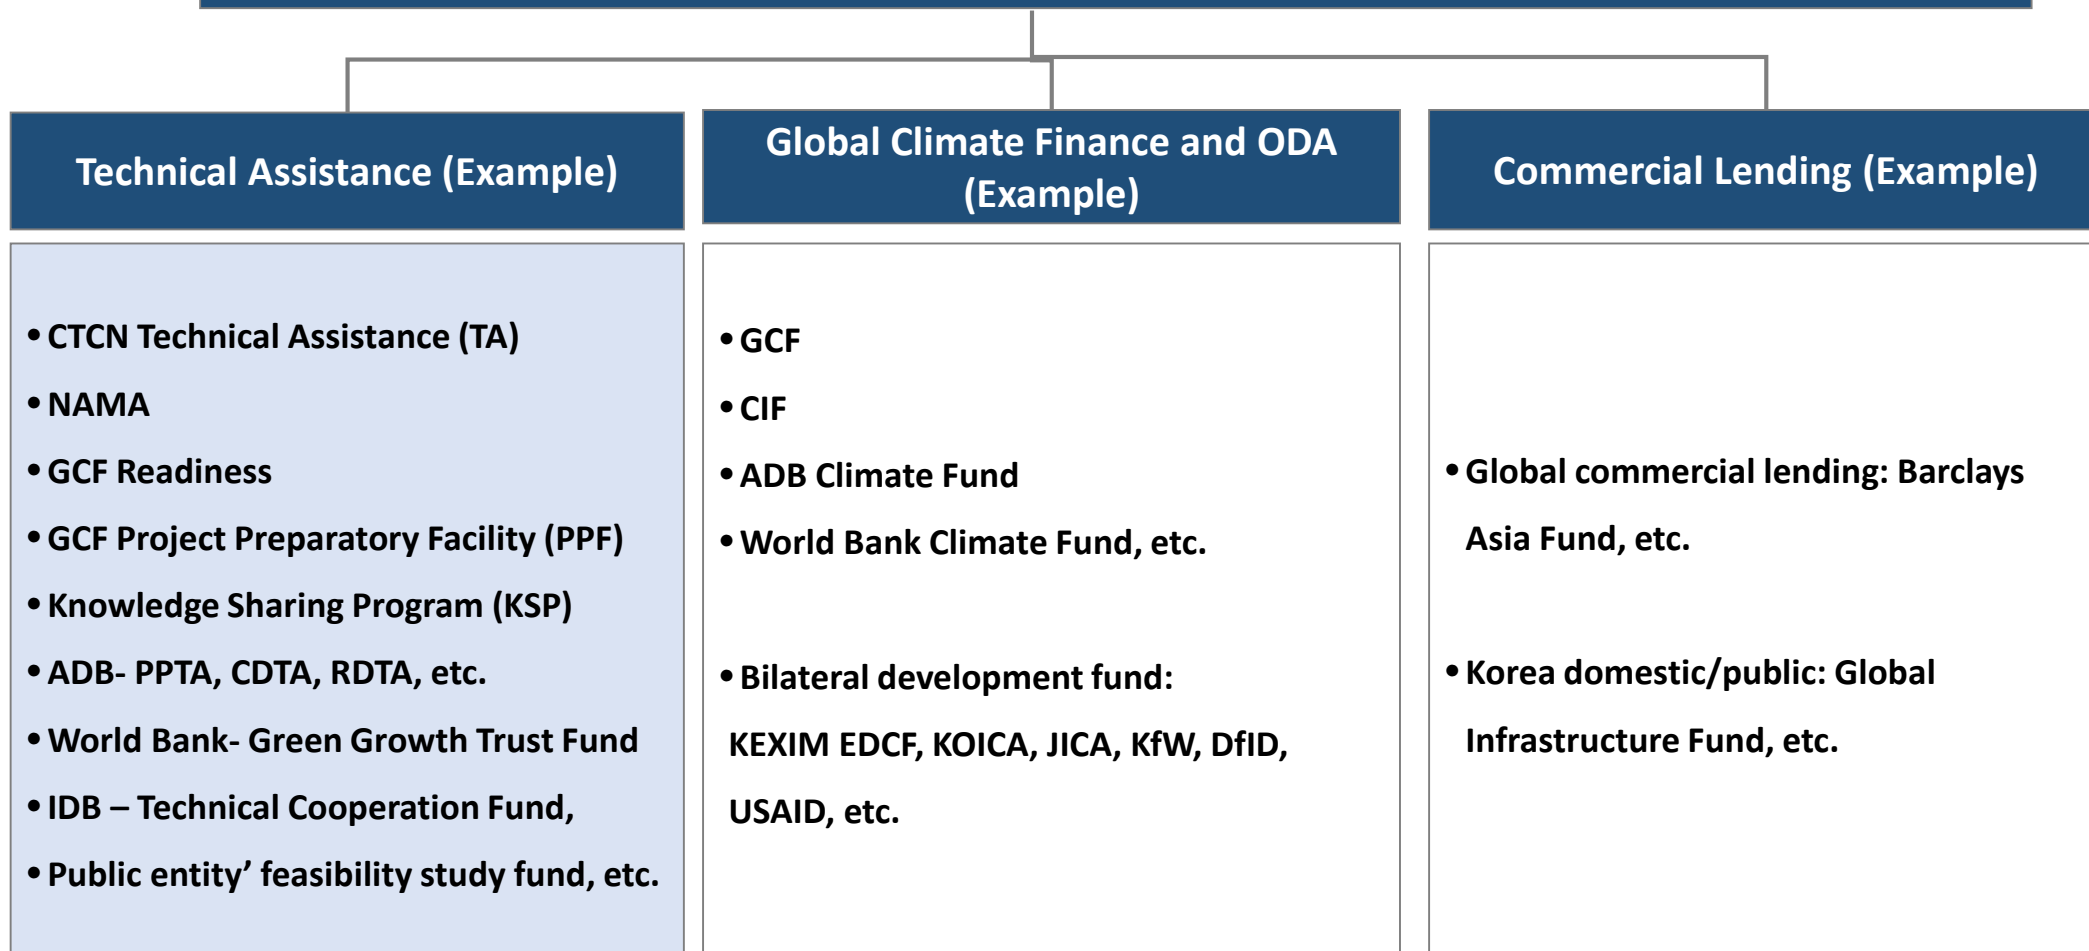 Technical Assistance (Example)
• CTCN Technical Assistance (TA)
• NAMA
• GCF Readiness
• GCF Project Preparatory Facility (PPF)
• Knowledge Sharing Program (KSP)
• ADB- PPTA, CDTA, RDTA, etc.
• World Bank- Green Growth Trust Fund
• IDB – Technical Cooperation Fund,
• Public entity’ feasibility study fund, etc.
Global Climate Finance and ODA
(Example)
• GCF
• CIF
• ADB Climate Fund
• World Bank Climate Fund, etc.
• Bilateral development fund:
KEXIM EDCF, KOICA, JICA, KfW, DfID,
USAID, etc.
Commercial Lending (Example)
• Global commercial lending: Barclays
Asia Fund, etc.
• Korea domestic/public: Global
Infrastructure Fund, etc.